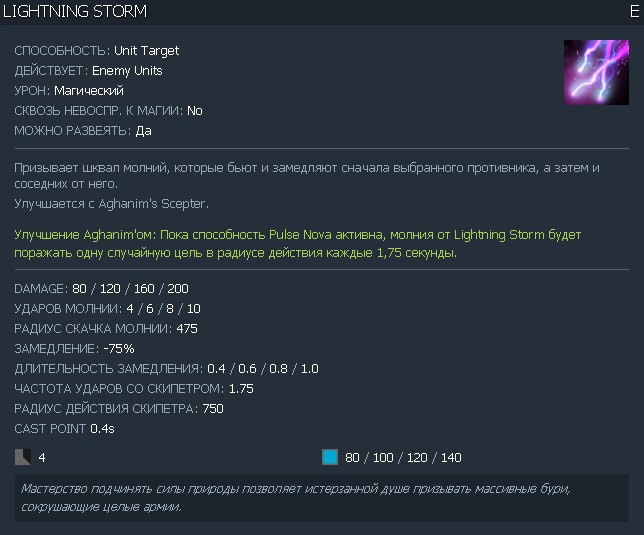 LIGHTNING STORM E
СПОСОБНОСТЬ: Unit Target
ДЕЙСТВУЕТ: Enemy Units
УРОН: Магический
СКВОЗЬ НЕВОСПР. К МАГИИ: No
МОЖНО РАЗВЕЯТЬ: Да
Призывает шквал молний, которые бьют и замедляют сначала выбранного противника, а затем и
соседних от него.
Улучшается с Aghanim's Scepter.
Улучшение Aghanim'ом: Пока способность Pulse Nova активна, молния от Lightning Storm будет
поражать одну случайную цель в радиусе действия каждые 1,75 секунды.
DAMAGE: 80 / 120 / 160 / 200
УДАРОВ МОЛНИИ: 4 / 6 / 8 / 10
РАДИУС СКАЧКА МОЛНИИ: 475
ЗАМЕДЛЕНИЕ: -75%
ДЛИТЕЛЬНОСТЬ ЗАМЕДЛЕНИЯ: 0.4 / 0.6 / 0.8 / 1.0
ЧАСТОТА УДАРОВ СО СКИПЕТРОМ: 1.75
РАДИУС ДЕЙСТВИЯ СКИПЕТРА: 750
CAST POINT 0.4s
4 80 / 100 / 120 / 140
Мастерство подчинять силы природы позволяет истерзанной душе призывать массивные бури,
сокрушающие целые армии.